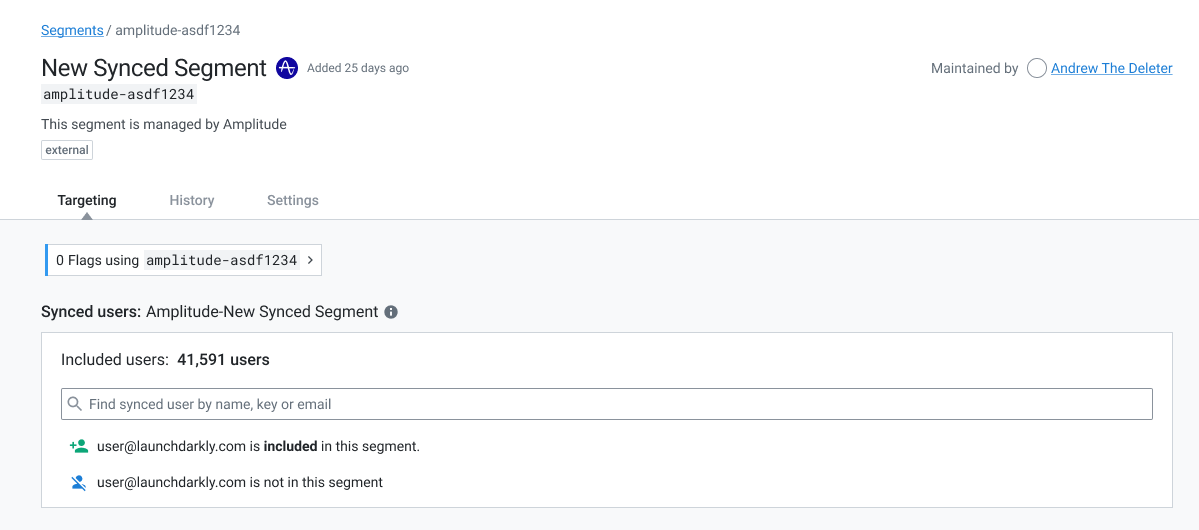 Segments / amplitude-asdf1234
New Synced Segment Added 25 days ago
Maintained by Andrew The Deleter
amplitude-asdf1234
This segment is managed by Amplitude
external
Targeting History Settings
0 Flags using amplitude-asdf1234
Synced users: Amplitude-New Synced Segment
Included users: 41,591 users
Find synced user by name, key or email
user@launchdarkly.com is included in this segment.
user@launchdarkly.com is not in this segment